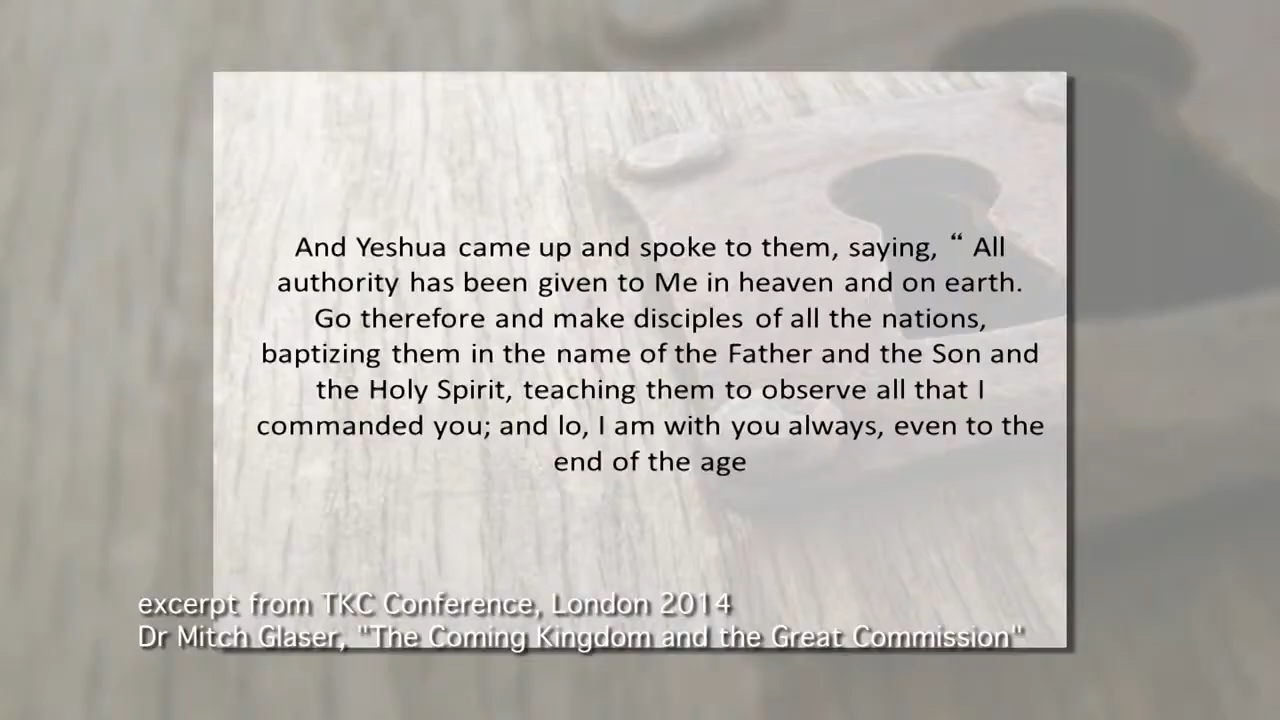 And Yeshua came up and spoke to them, saying, “ All
authority has been given to Me in heaven and on earth.
Go therefore and make disciples of all the nations,
baptizing them in the name of the Father and the Son and
the Holy Spirit, teaching them to observe all that I
commanded you; and lo, I am with you always, even to the
end of the age
excerpt from TKC Conference, London 2014
Dr Mitch Glaser, "The Coming Kingdom and the Great Commission"